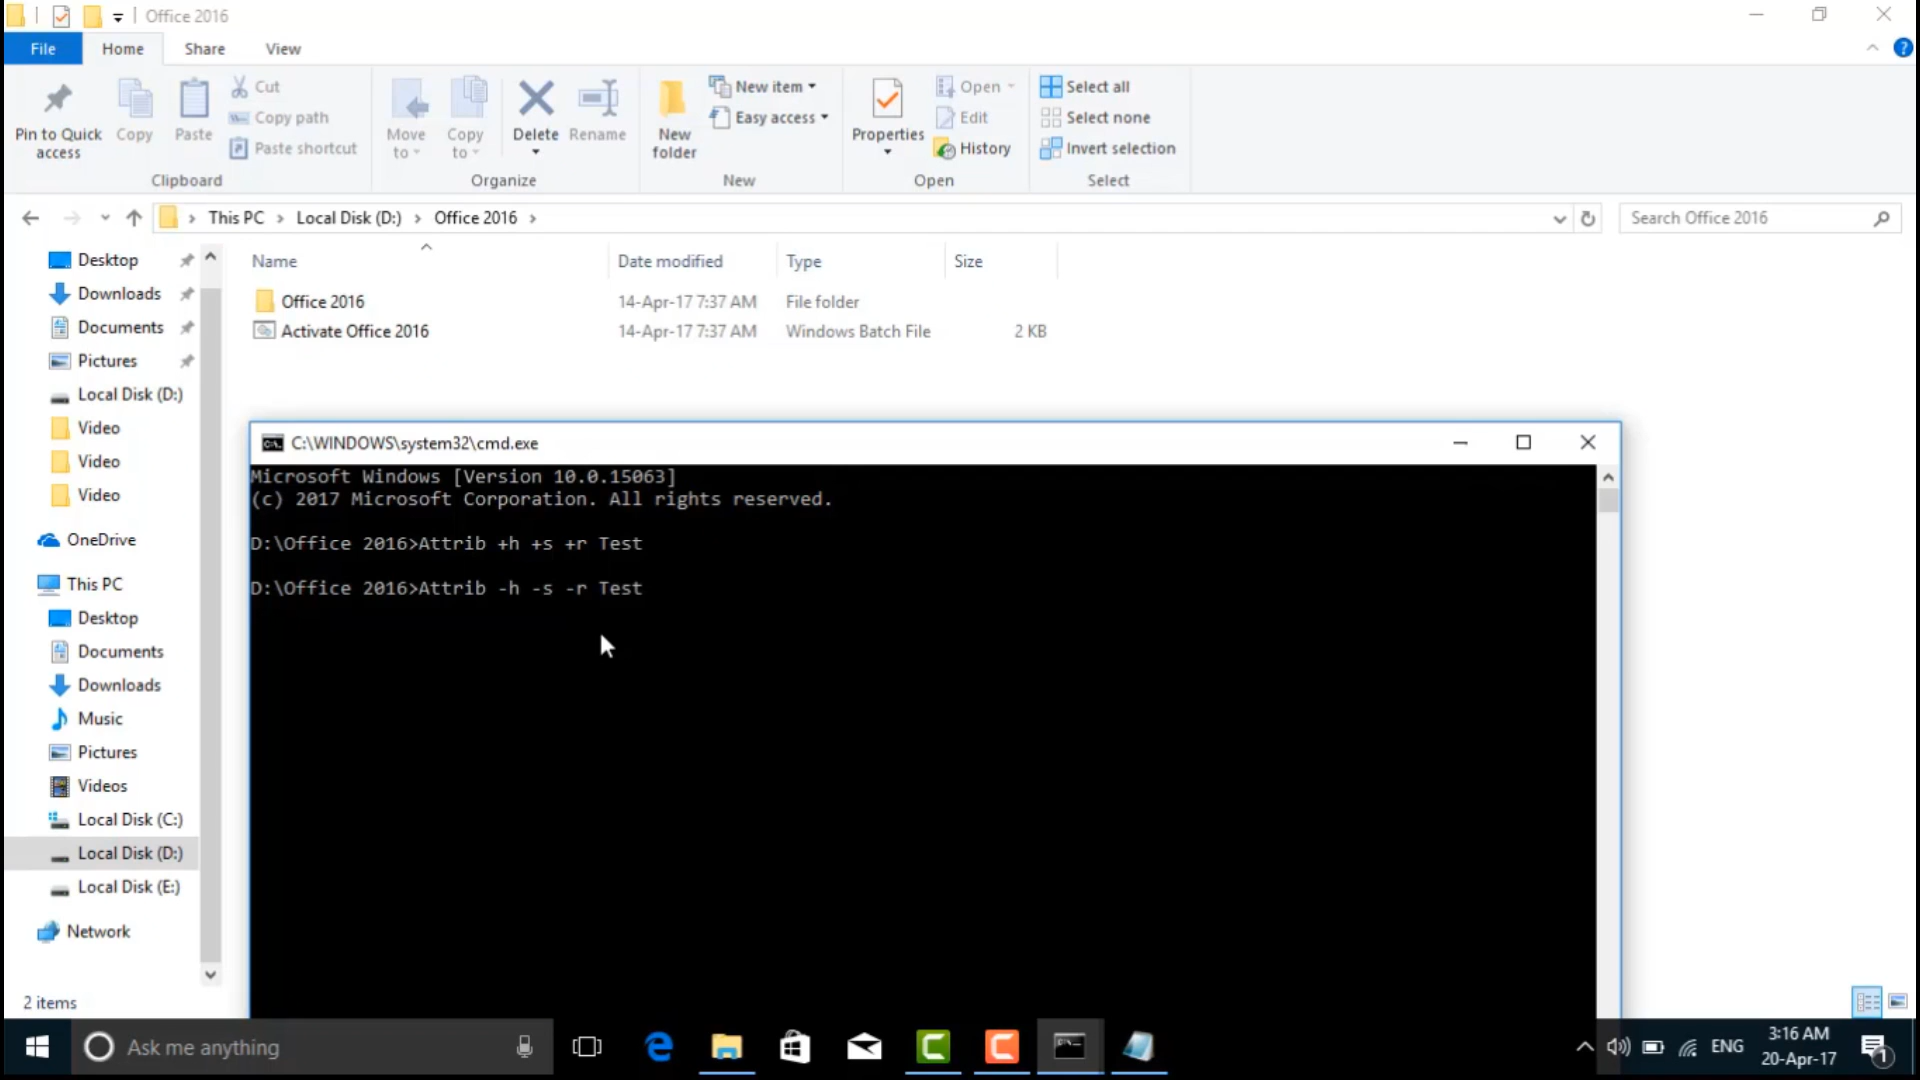 Office 2016
File Home Share View
Pin to Quick access
Copy
Paste
Cut
Copy path
Paste shortcut
Clipboard
Move to
Copy to
Delete
Rename
Organize
New folder
New item
Easy access
New
Properties
Open
Edit
History
Open
Select all
Select none
Invert selection
Select
This PC › Local Disk (D:) › Office 2016 ›
Search Office 2016
Desktop
Downloads
Documents
Pictures
Local Disk (D:)
Video
Video
Video
OneDrive
This PC
Desktop
Documents
Downloads
Music
Pictures
Videos
Local Disk (C:)
Local Disk (D:)
Local Disk (E:)
Network
2 items
Name Date modified Type Size
Office 2016 14-Apr-17 7:37 AM File folder
Activate Office 2016 14-Apr-17 7:37 AM Windows Batch File 2 KB
C:\WINDOWS\system32\cmd.exe
Microsoft Windows [Version 10.0.15063]
(c) 2017 Microsoft Corporation. All rights reserved.
D:\Office 2016>Attrib +h +s +r Test
D:\Office 2016>Attrib -h -s -r Test
Ask me anything
ENG
3:16 AM
20-Apr-17
1